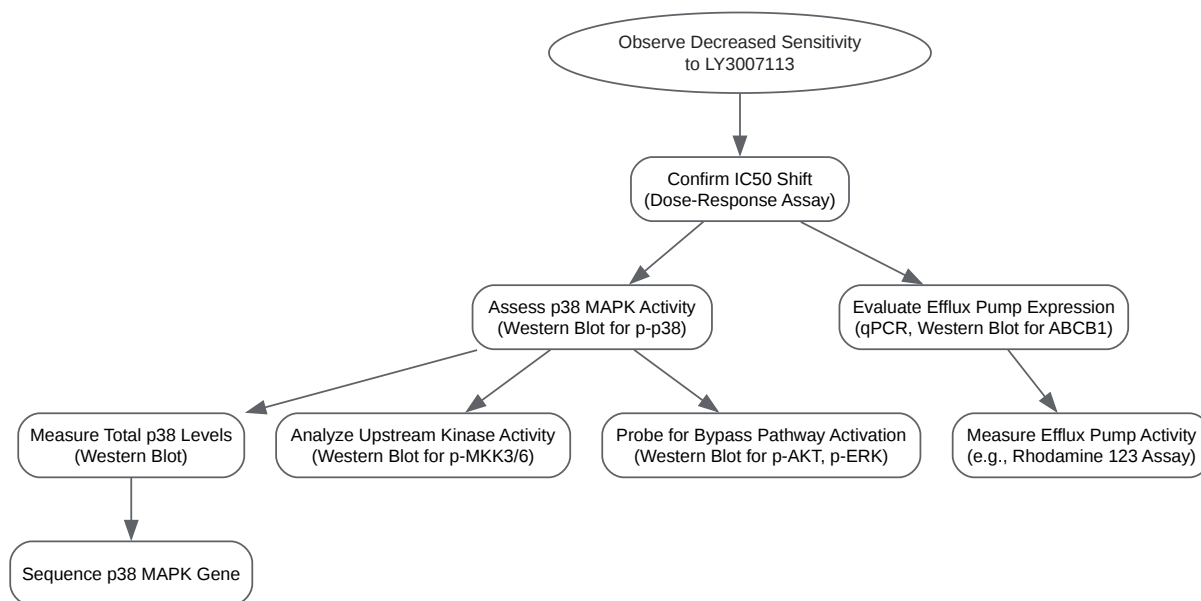 Observe Decreased Sensitivity
to LY3007113
Confirm IC50 Shift
(Dose-Response Assay)
Assess p38 MAPK Activity
(Western Blot for p-p38)
Evaluate Efflux Pump Expression
(qPCR, Western Blot for ABCB1)
Measure Total p38 Levels
(Western Blot)
Analyze Upstream Kinase Activity
(Western Blot for p-MKK3/6)
Probe for Bypass Pathway Activation
(Western Blot for p-AKT, p-ERK)
Measure Efflux Pump Activity
(e.g., Rhodamine 123 Assay)
Sequence p38 MAPK Gene